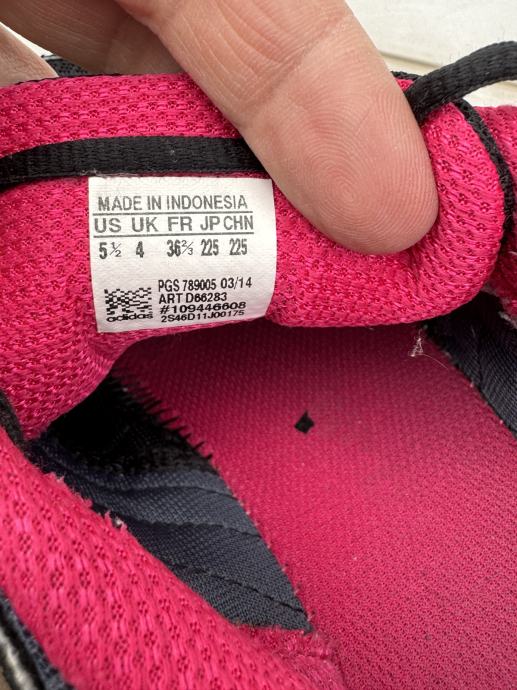 MADE IN INDONESIA
US UK FR JP CHN
5½ 4 36⅔ 225 225
PGS 789005 03/14
ART D66283
#109446608
adidas 2S46D11J00175